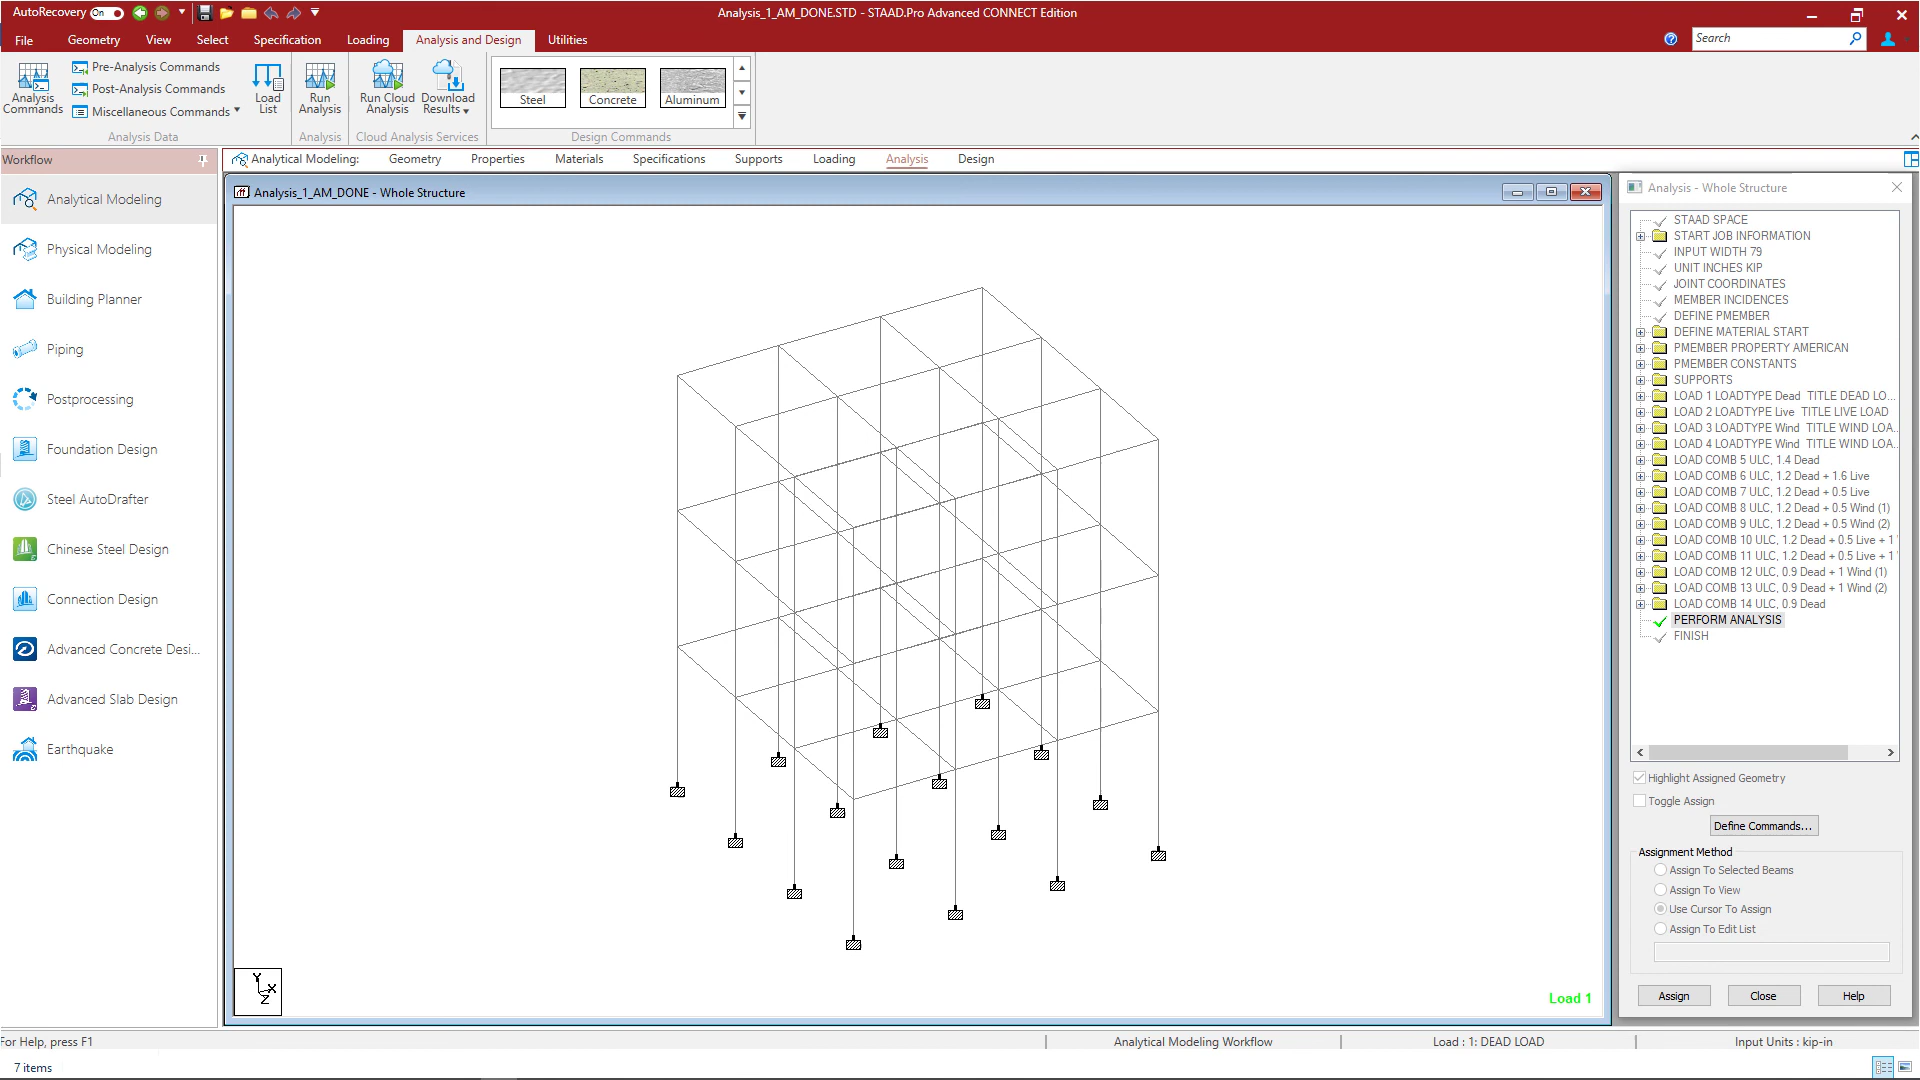 AutoRecovery On
Analysis_1_AM_DONE.STD - STAAD.Pro Advanced CONNECT Edition
File Geometry View Select Specification Loading Analysis and Design Utilities
Search
Analysis Commands
Pre-Analysis Commands
Post-Analysis Commands
Miscellaneous Commands
Load List
Run Analysis
Run Cloud Analysis
Download Results
Steel
Concrete
Aluminum
Analysis Data
Analysis
Cloud Analysis Services
Design Commands
Workflow
Analytical Modeling: Geometry Properties Materials Specifications Supports Loading Analysis Design
Analytical Modeling
Physical Modeling
Building Planner
Piping
Postprocessing
Foundation Design
Steel AutoDrafter
Chinese Steel Design
Connection Design
Advanced Concrete Desi...
Advanced Slab Design
Earthquake
Analysis_1_AM_DONE - Whole Structure
Y
X
Z
Load 1
Analysis - Whole Structure
STAAD SPACE
START JOB INFORMATION
INPUT WIDTH 79
UNIT INCHES KIP
JOINT COORDINATES
MEMBER INCIDENCES
DEFINE PMEMBER
DEFINE MATERIAL START
PMEMBER PROPERTY AMERICAN
PMEMBER CONSTANTS
SUPPORTS
LOAD 1 LOADTYPE Dead TITLE DEAD LO...
LOAD 2 LOADTYPE Live TITLE LIVE LOAD
LOAD 3 LOADTYPE Wind TITLE WIND LOA...
LOAD 4 LOADTYPE Wind TITLE WIND LOA...
LOAD COMB 5 ULC, 1.4 Dead
LOAD COMB 6 ULC, 1.2 Dead + 1.6 Live
LOAD COMB 7 ULC, 1.2 Dead + 0.5 Live
LOAD COMB 8 ULC, 1.2 Dead + 0.5 Wind (1)
LOAD COMB 9 ULC, 1.2 Dead + 0.5 Wind (2)
LOAD COMB 10 ULC, 1.2 Dead + 0.5 Live + 1
LOAD COMB 11 ULC, 1.2 Dead + 0.5 Live + 1
LOAD COMB 12 ULC, 0.9 Dead + 1 Wind (1)
LOAD COMB 13 ULC, 0.9 Dead + 1 Wind (2)
LOAD COMB 14 ULC, 0.9 Dead
PERFORM ANALYSIS
FINISH
Highlight Assigned Geometry
Toggle Assign
Define Commands...
Assignment Method
Assign To Selected Beams
Assign To View
Use Cursor To Assign
Assign To Edit List
Assign Close Help
For Help, press F1
Analytical Modeling Workflow
Load : 1: DEAD LOAD
Input Units : kip-in
7 items